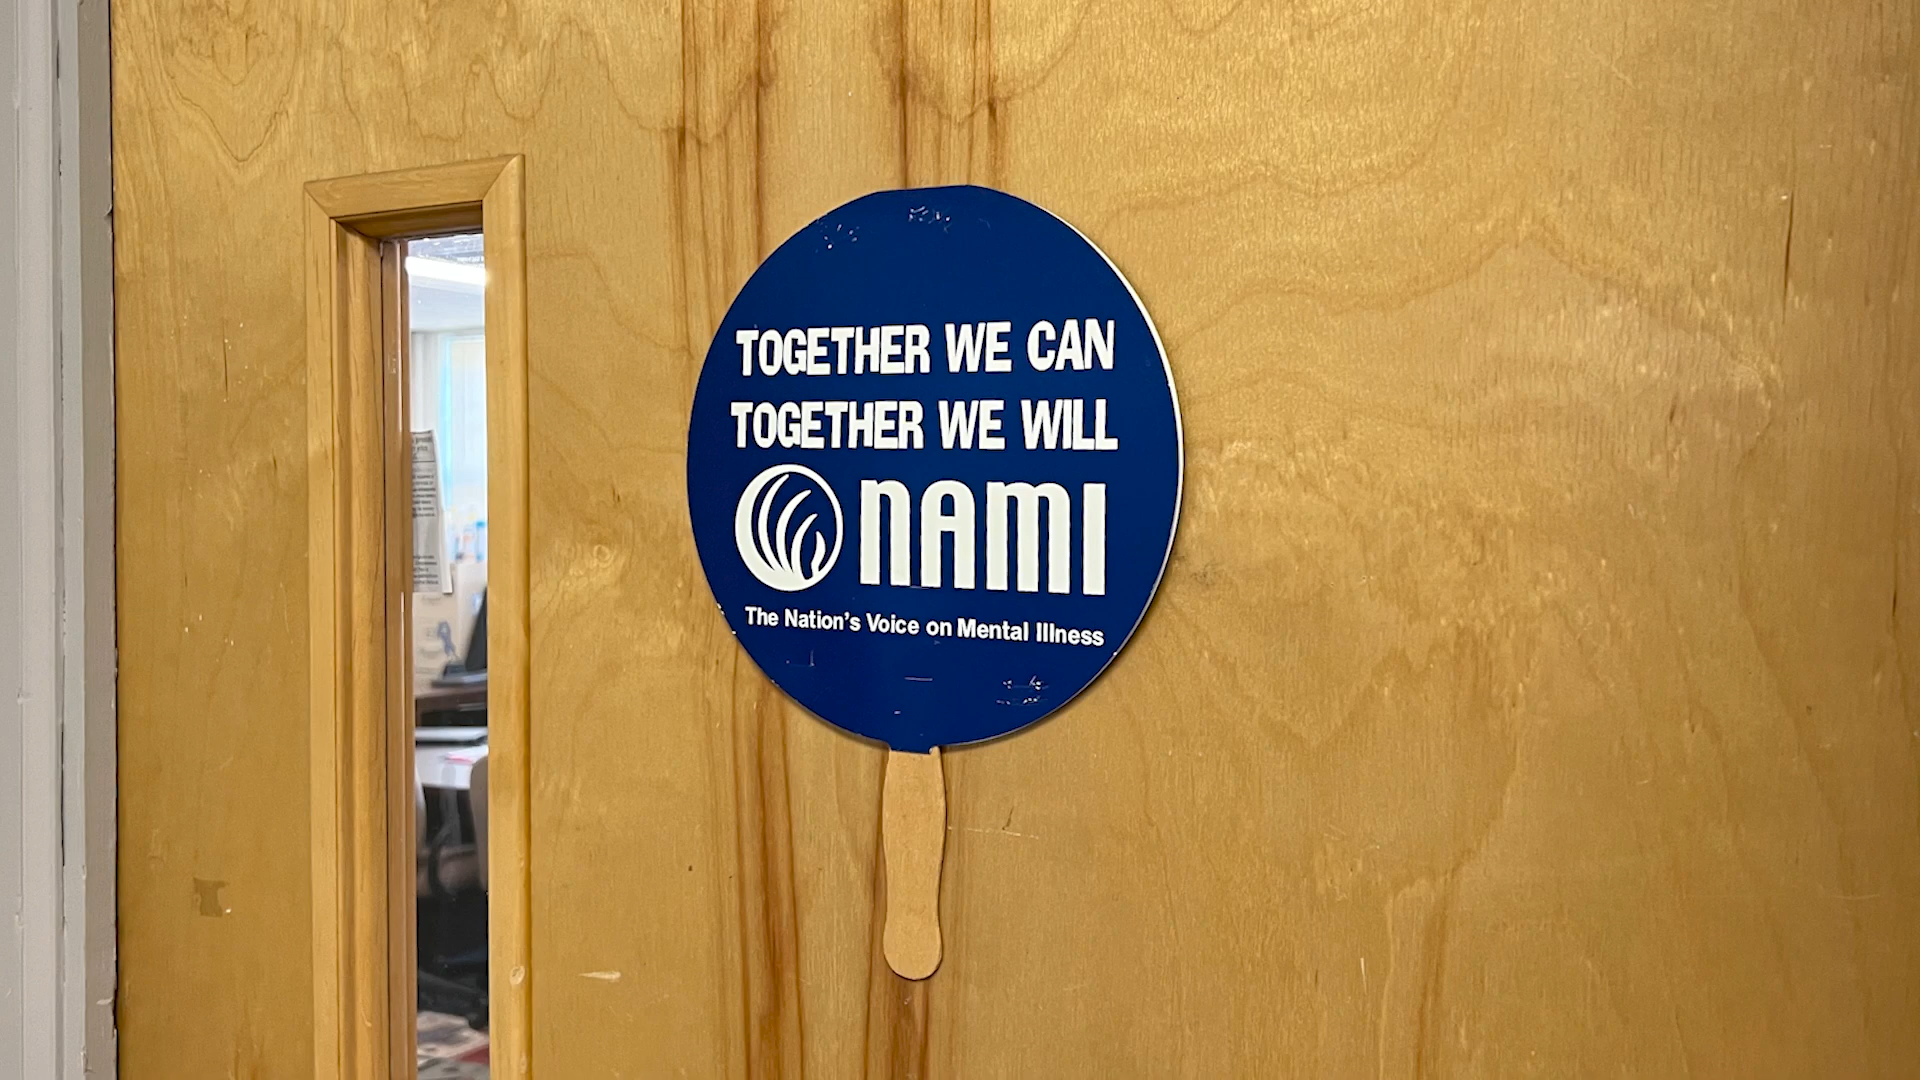 TOGETHER WE CAN
TOGETHER WE WILL
NAMI
The Nation's Voice on Mental Illness